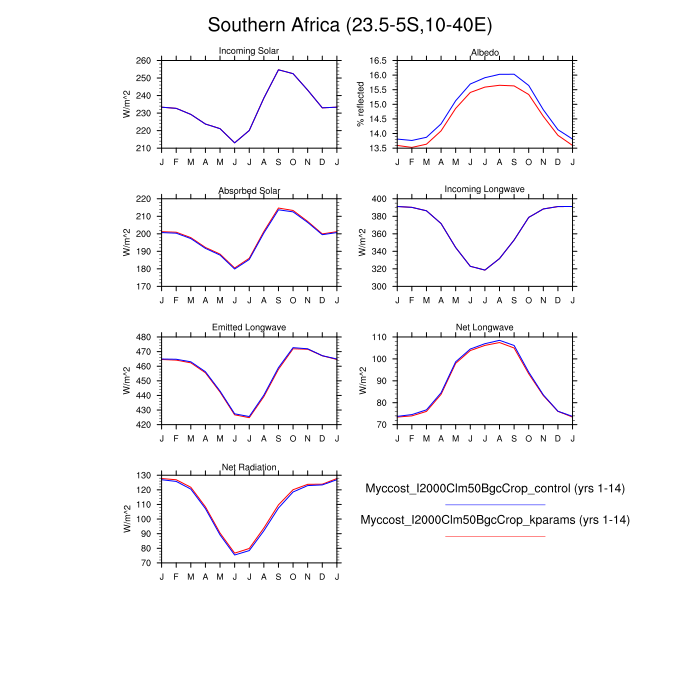 Southern Africa (23.5-5S,10-40E)
Incoming Solar
W/m^2
260
250
240
230
220
210
J F M A M J J A S O N D J
Albedo
% reflected
16.5
16.0
15.5
15.0
14.5
14.0
13.5
J F M A M J J A S O N D J
Absorbed Solar
W/m^2
220
210
200
190
180
170
J F M A M J J A S O N D J
Incoming Longwave
W/m^2
400
380
360
340
320
300
J F M A M J J A S O N D J
Emitted Longwave
W/m^2
480
470
460
450
440
430
420
J F M A M J J A S O N D J
Net Longwave
W/m^2
110
100
90
80
70
J F M A M J J A S O N D J
Net Radiation
W/m^2
130
120
110
100
90
80
70
J F M A M J J A S O N D J
Myccost_I2000Clm50BgcCrop_control (yrs 1-14)
Myccost_I2000Clm50BgcCrop_kparams (yrs 1-14)